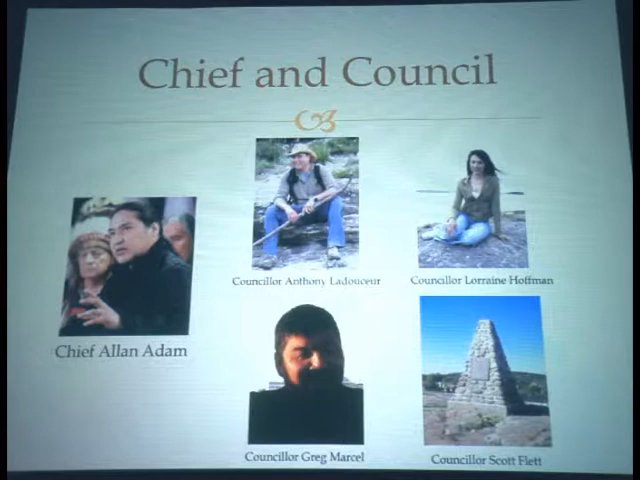 Chief and Council
Councillor Anthony Ladouceur
Councillor Lorraine Hoffman
Chief Allan Adam
Councillor Greg Marcel
Councillor Scott Flett